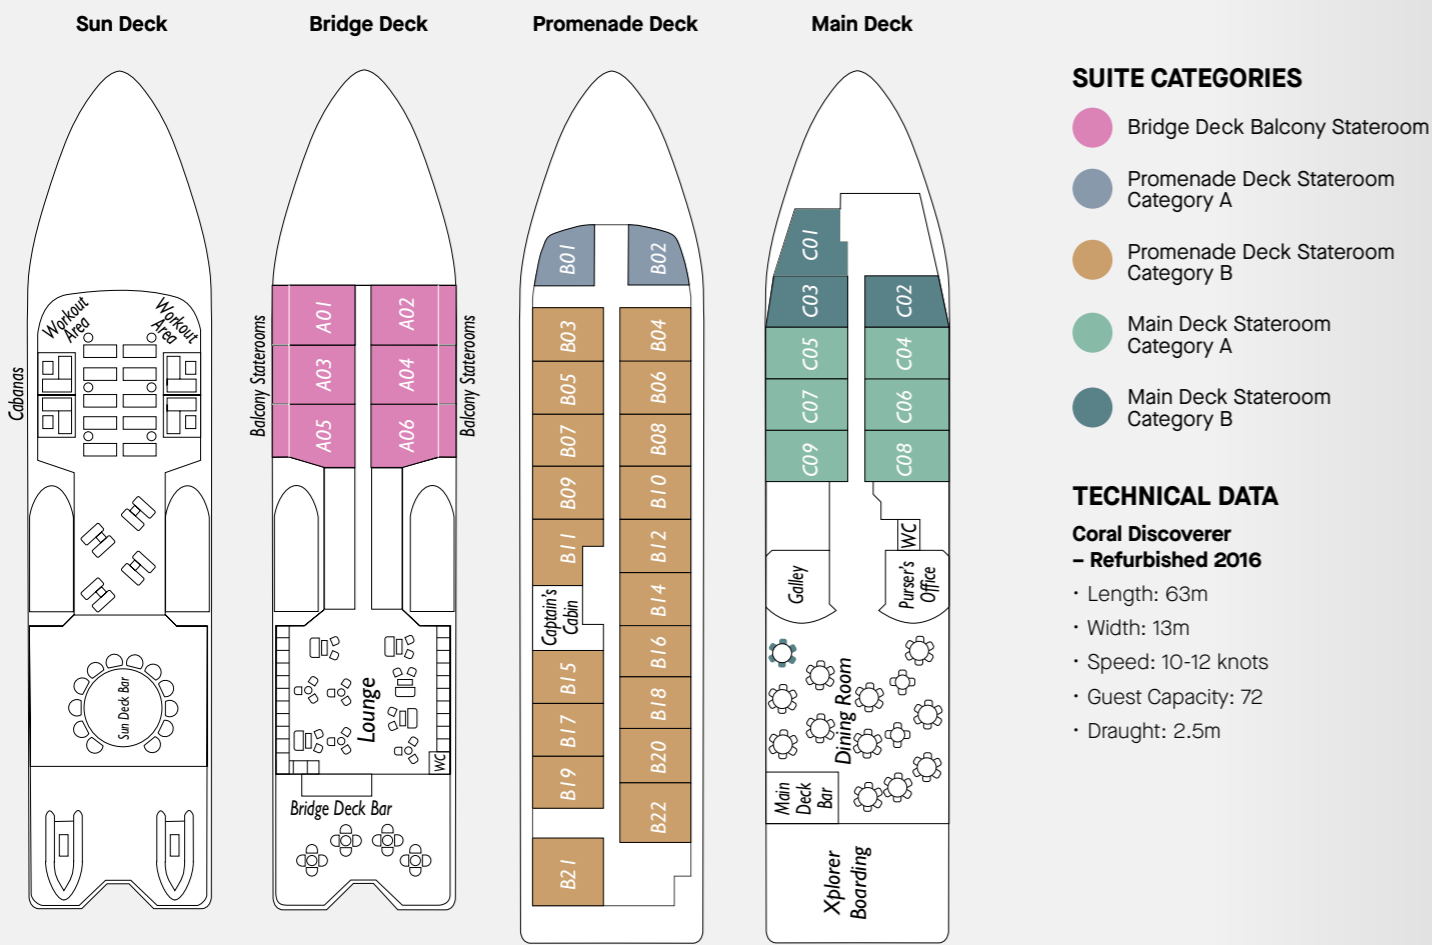 Sun Deck
Bridge Deck
Promenade Deck
Main Deck
Workout
Area
Workout
Area
Cabanas
Sun Deck Bar
Balcony Staterooms
Balcony Staterooms
A01
A02
A03
A04
A05
A06
Lounge
WC
Bridge Deck Bar
B01
B02
B03
B04
B05
B06
B07
B08
B09
B10
B11
B12
Captain's
Cabin
B14
B16
B15
B18
B17
B20
B19
B22
B21
C01
C03
C02
C05
C04
C07
C06
C09
C08
WC
Galley
Purser's
Office
Dining Room
Main
Deck
Bar
Xplorer
Boarding
SUITE CATEGORIES
Bridge Deck Balcony Stateroom
Promenade Deck Stateroom
Category A
Promenade Deck Stateroom
Category B
Main Deck Stateroom
Category A
Main Deck Stateroom
Category B
TECHNICAL DATA
Coral Discoverer
– Refurbished 2016
· Length: 63m
· Width: 13m
· Speed: 10-12 knots
· Guest Capacity: 72
· Draught: 2.5m